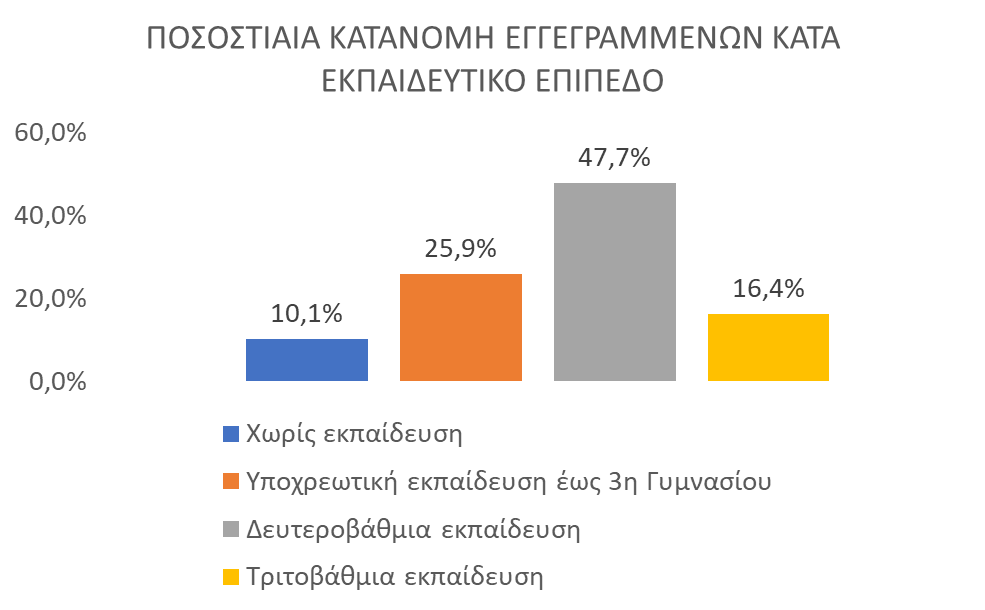 ΠΟΣΟΣΤΙΑΙΑ ΚΑΤΑΝΟΜΗ ΕΓΓΕΓΡΑΜΜΕΝΩΝ ΚΑΤΑ
ΕΚΠΑΙΔΕΥΤΙΚΟ ΕΠΙΠΕΔΟ
60,0%
47,7%
40,0%
25,9%
20,0%
16,4%
10,1%
0,0%
Χωρίς εκπαίδευση
Υποχρεωτική εκπαίδευση έως 3η Γυμνασίου
Δευτεροβάθμια εκπαίδευση
Τριτοβάθμια εκπαίδευση